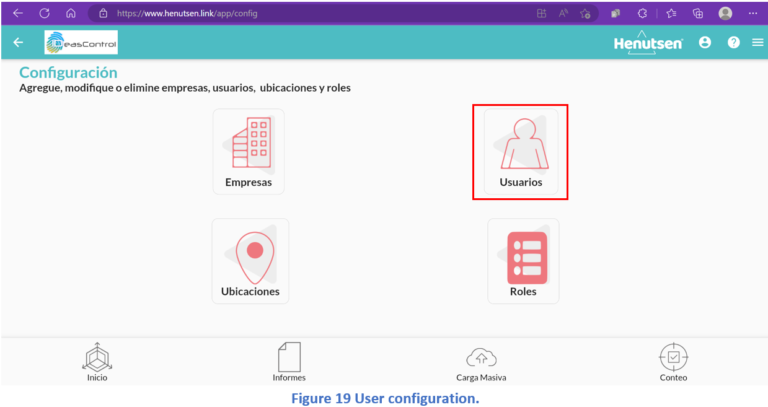 https://www.henutsen.link/app/config
easControl
Henutsen
Configuración
Agregue, modifique o elimine empresas, usuarios, ubicaciones y roles
Empresas
Usuarios
Ubicaciones
Roles
Inicio
Informes
Carga Masiva
Conteo
Figure 19 User configuration.